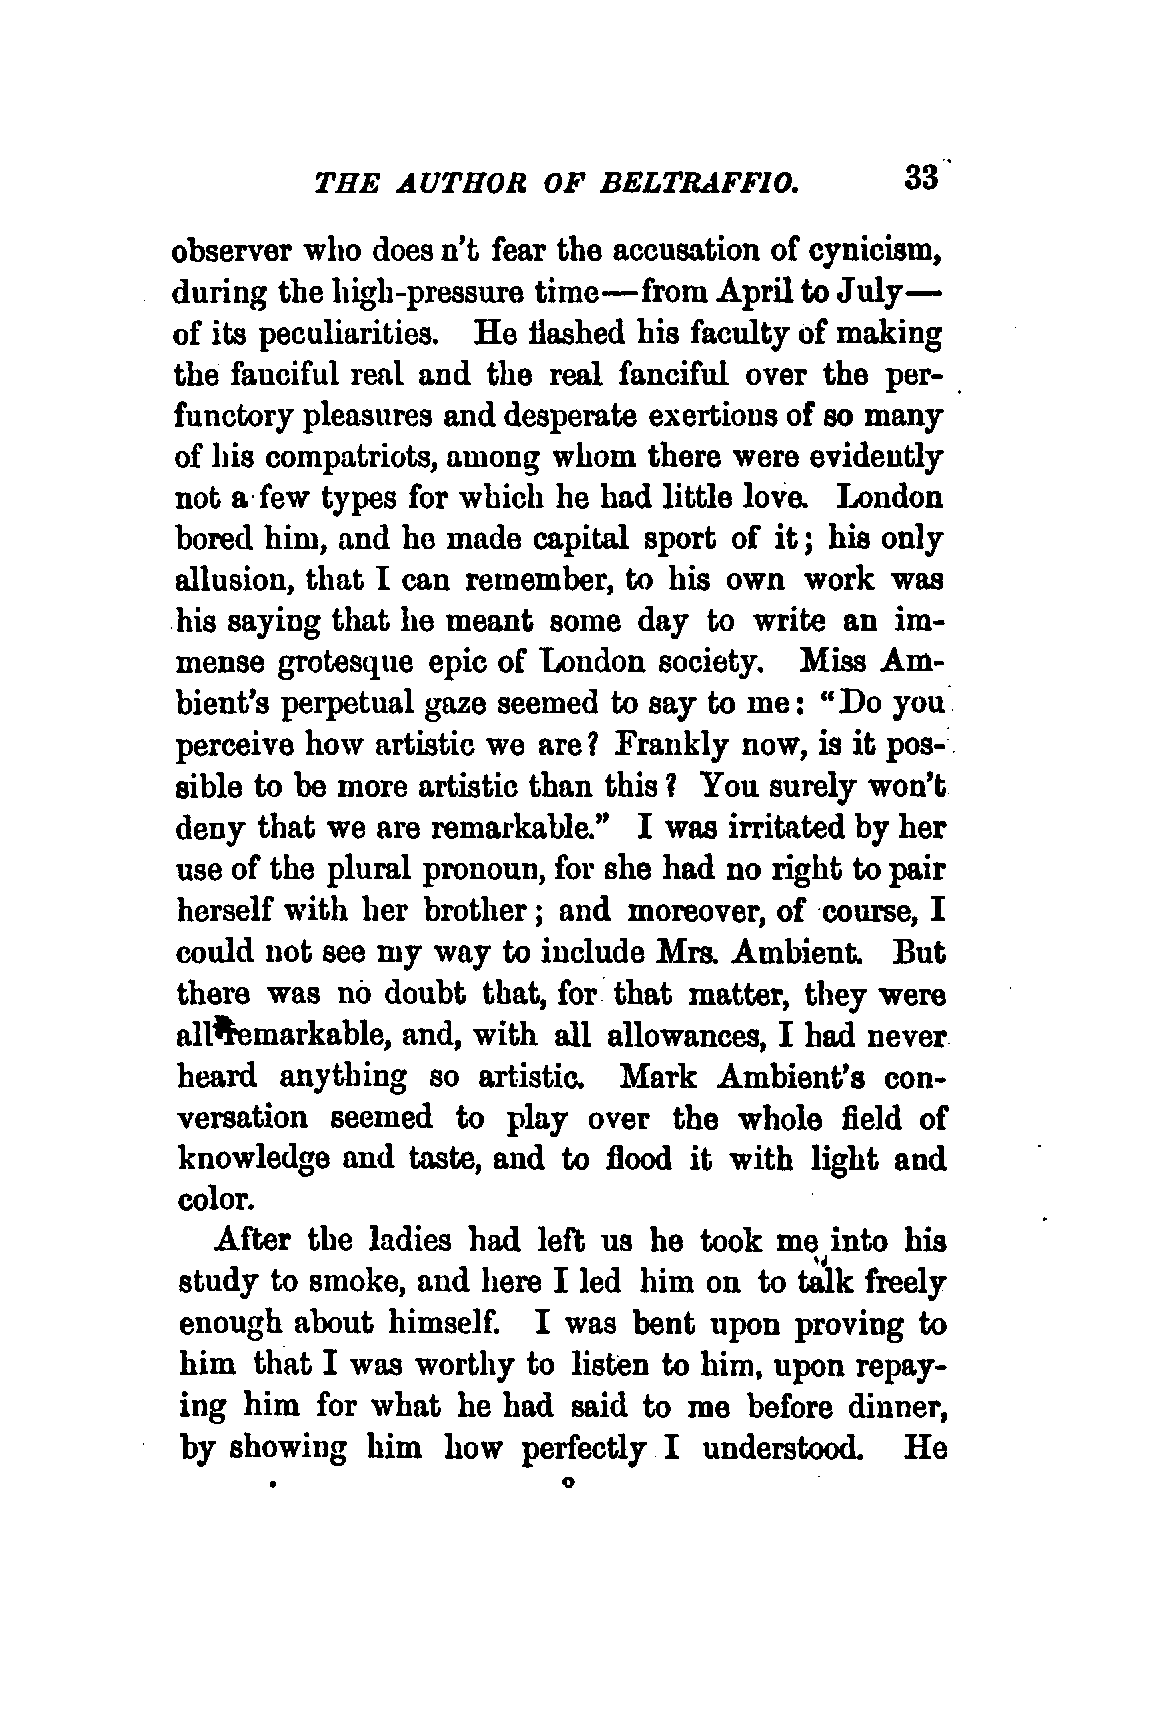 THE AUTHOR OF BELTRAFFIO. 33
observer who does n't fear the accusation of cynicism,
during the high-pressure time—from April to July—
of its peculiarities. He flashed his faculty of making
the fanciful real and the real fanciful over the per-
functory pleasures and desperate exertions of so many
of his compatriots, among whom there were evidently
not a few types for which he had little love. London
bored him, and he made capital sport of it; his only
allusion, that I can remember, to his own work was
his saying that he meant some day to write an im-
mense grotesque epic of London society. Miss Am-
bient's perpetual gaze seemed to say to me: “Do you
perceive how artistic we are? Frankly now, is it pos-
sible to be more artistic than this? You surely won't
deny that we are remarkable.” I was irritated by her
use of the plural pronoun, for she had no right to pair
herself with her brother; and moreover, of course, I
could not see my way to include Mrs. Ambient. But
there was no doubt that, for that matter, they were
all remarkable, and, with all allowances, I had never
heard anything so artistic. Mark Ambient's con-
versation seemed to play over the whole field of
knowledge and taste, and to flood it with light and
color.
After the ladies had left us he took me into his
study to smoke, and here I led him on to talk freely
enough about himself. I was bent upon proving to
him that I was worthy to listen to him, upon repay-
ing him for what he had said to me before dinner,
by showing him how perfectly I understood. He